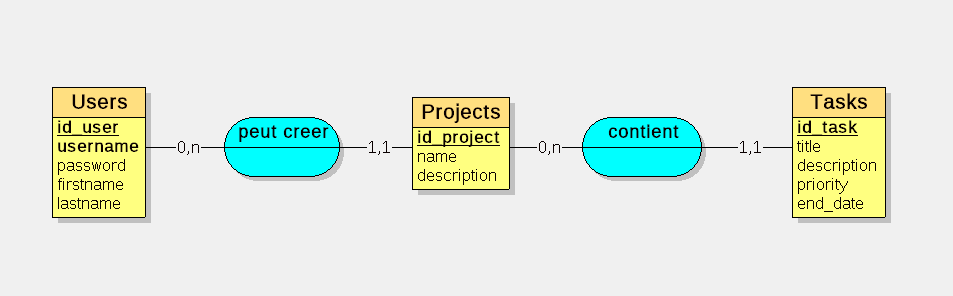 Users
id_user
username
password
firstname
lastname
0,n
peut creer
1,1
Projects
id_project
name
description
0,n
contient
1,1
Tasks
id_task
title
description
priority
end_date